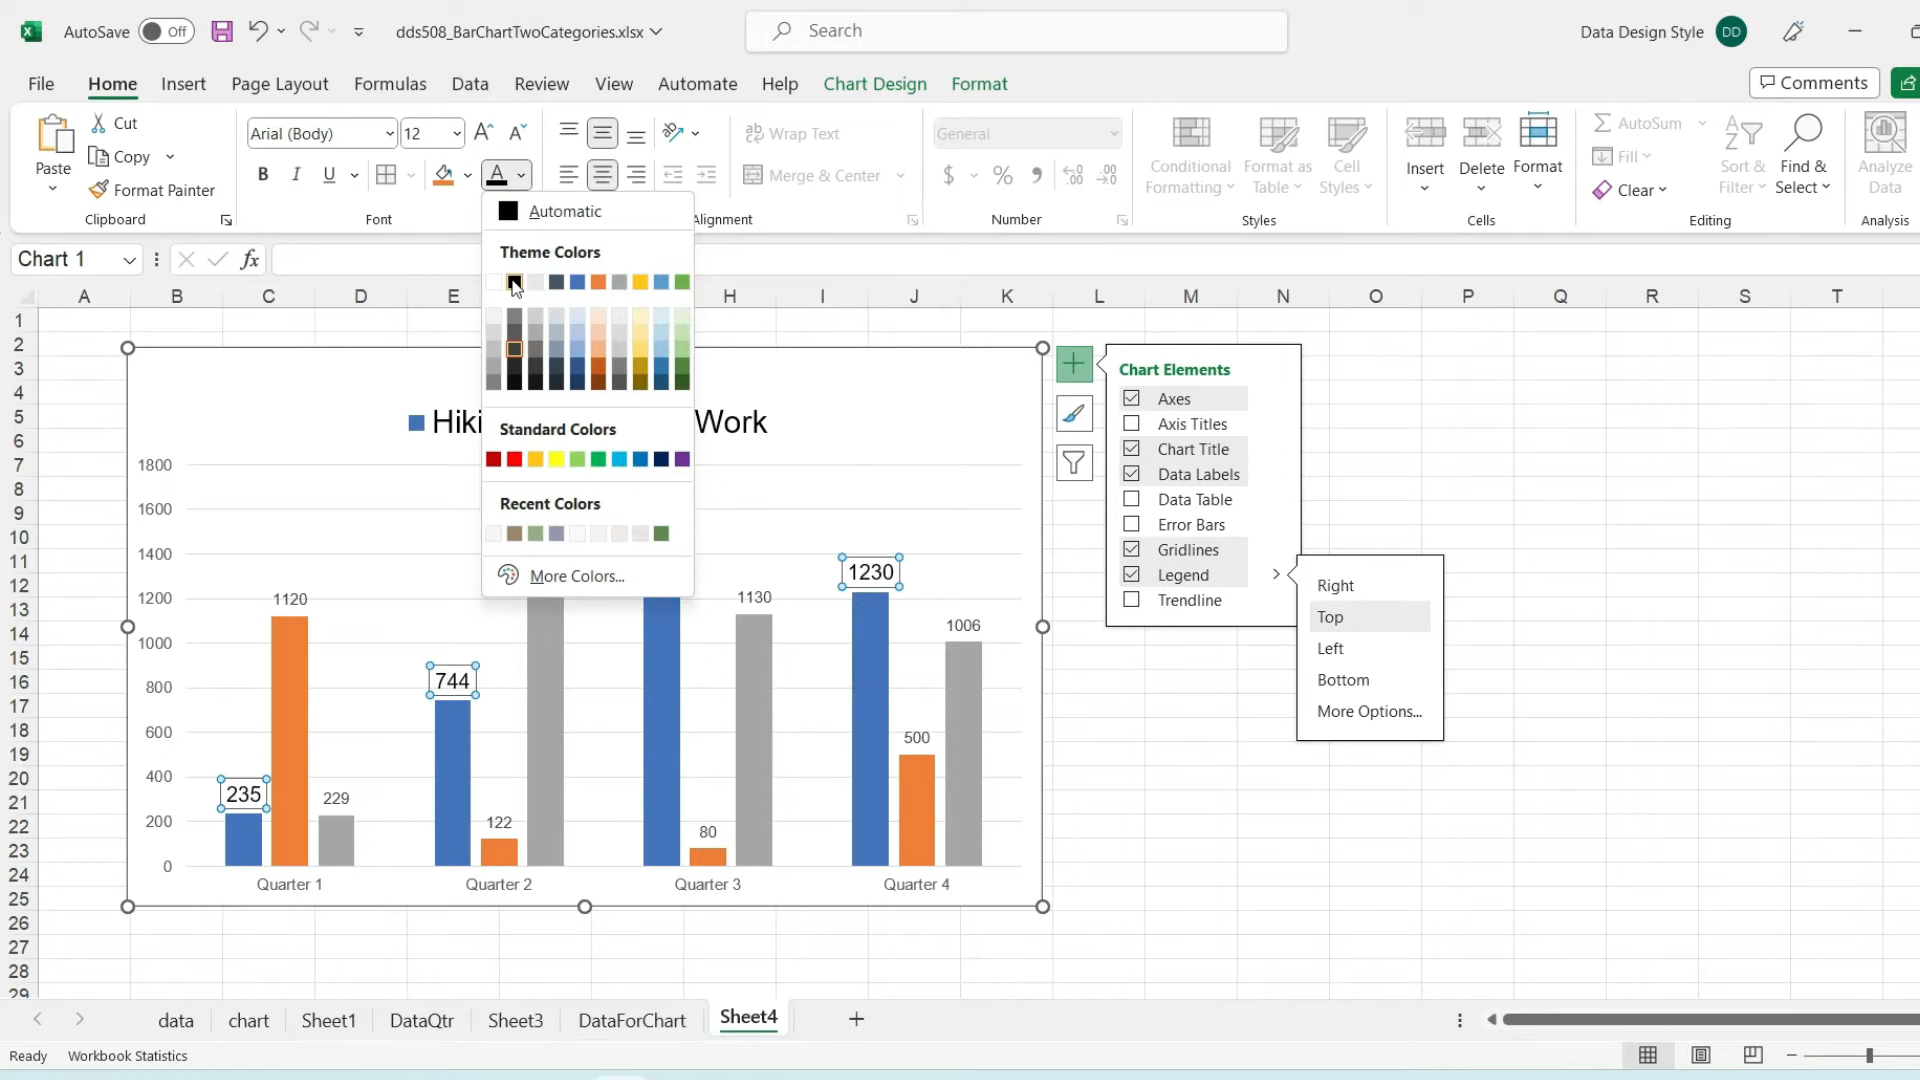 AutoSave Off dds508_BarChartTwoCategories.xlsx Search Data Design Style DD
File Home Insert Page Layout Formulas Data Review View Automate Help Chart Design Format Comments
Paste Cut Copy Format Painter Clipboard
Arial (Body) 12 B I U A Font
Wrap Text Merge & Center Alignment
General $ % Number
Conditional Formatting Format as Table Cell Styles Styles
Insert Delete Format Cells
AutoSum Fill Clear Sort & Filter Find & Select Editing
Analyze Data Analysis
Chart 1 fx
Automatic
Theme Colors
Standard Colors
Recent Colors
More Colors...
A B C D E H I J K L M N O P Q R S T
1
2
3
4
5
6
7
8
9
10
11
12
13
14
15
16
17
18
19
20
21
22
23
24
25
26
27
28
29
Work
1800
1600
1400
1200
1000
800
600
400
200
0
235 1120 229
744 122
80 1130
1230 500 1006
Quarter 1 Quarter 2 Quarter 3 Quarter 4
Chart Elements
Axes
Axis Titles
Chart Title
Data Labels
Data Table
Error Bars
Gridlines
Legend
Trendline
Right
Top
Left
Bottom
More Options...
data chart Sheet1 DataQtr Sheet3 DataForChart Sheet4
Ready Workbook Statistics